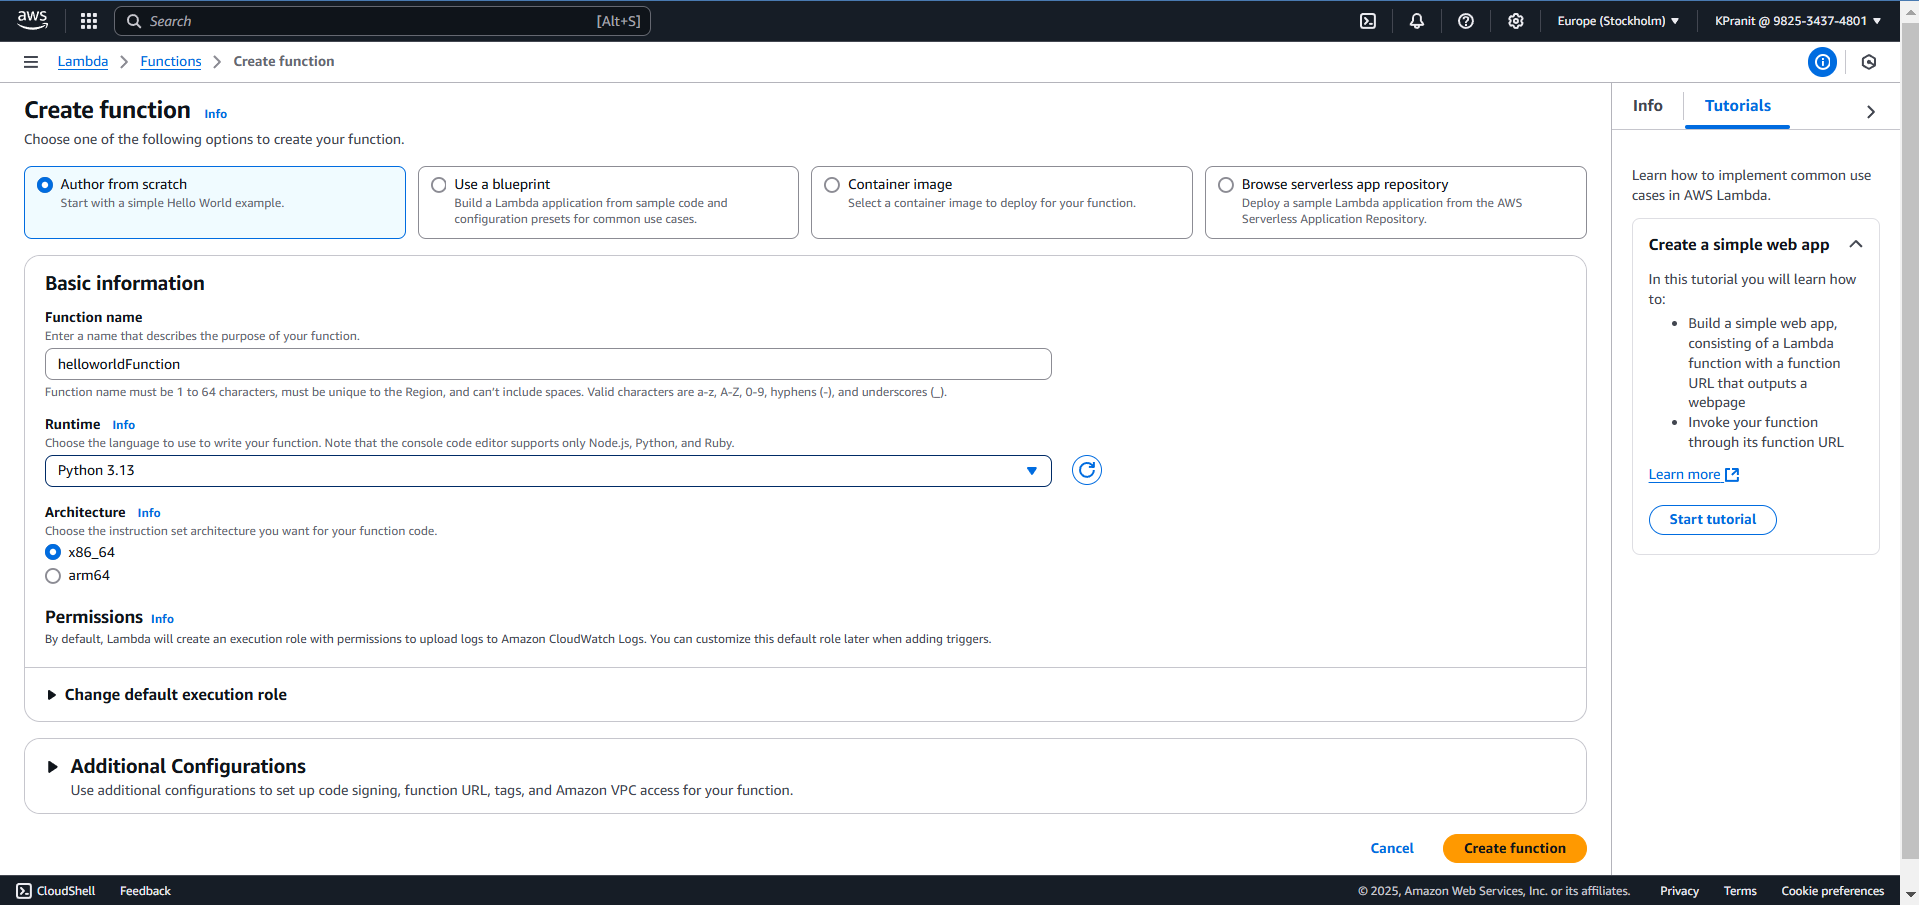 aws
Search
[Alt+S]
Europe (Stockholm)
KPranit @ 9825-3437-4801
Lambda
Functions
Create function
Create function
Info
Choose one of the following options to create your function.
Author from scratch
Start with a simple Hello World example.
Use a blueprint
Build a Lambda application from sample code and
configuration presets for common use cases.
Container image
Select a container image to deploy for your function.
Browse serverless app repository
Deploy a sample Lambda application from the AWS
Serverless Application Repository.
Basic information
Function name
Enter a name that describes the purpose of your function.
helloworldFunction
Function name must be 1 to 64 characters, must be unique to the Region, and can’t include spaces. Valid characters are a-z, A-Z, 0-9, hyphens (-), and underscores (_).
Runtime
Info
Choose the language to use to write your function. Note that the console code editor supports only Node.js, Python, and Ruby.
Python 3.13
Architecture
Info
Choose the instruction set architecture you want for your function code.
x86_64
arm64
Permissions
Info
By default, Lambda will create an execution role with permissions to upload logs to Amazon CloudWatch Logs. You can customize this default role later when adding triggers.
Change default execution role
Additional Configurations
Use additional configurations to set up code signing, function URL, tags, and Amazon VPC access for your function.
Cancel
Create function
Info
Tutorials
Learn how to implement common use
cases in AWS Lambda.
Create a simple web app
In this tutorial you will learn how
to:
Build a simple web app,
consisting of a Lambda
function with a function
URL that outputs a
webpage
Invoke your function
through its function URL
Learn more
Start tutorial
CloudShell
Feedback
© 2025, Amazon Web Services, Inc. or its affiliates.
Privacy
Terms
Cookie preferences